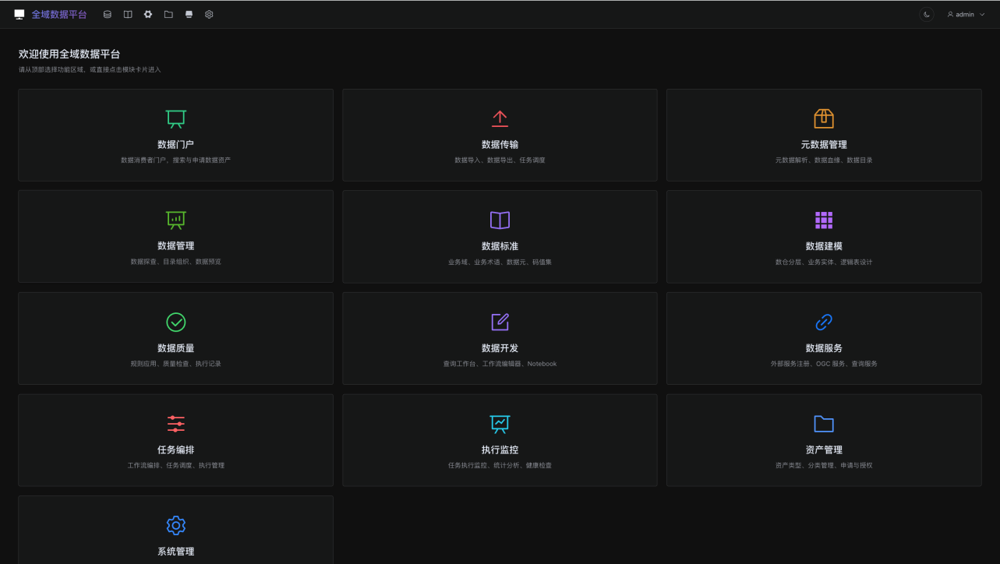 全域数据平台
admin
欢迎使用全域数据平台
请从顶部选择功能区域，或直接点击模块卡片进入
数据门户
数据消费者门户，搜索与申请数据资产
数据传输
数据导入、数据导出、任务调度
元数据管理
元数据解析、数据血缘、数据目录
数据管理
数据探查、目录组织、数据预览
数据标准
业务域、业务术语、数据元、码值集
数据建模
数仓分层、业务实体、逻辑表设计
数据质量
规则应用、质量检查、执行记录
数据开发
查询工作台、工作流编辑器、Notebook
数据服务
外部服务注册、OGC 服务、查询服务
任务编排
工作流编排、任务调度、执行管理
执行监控
任务执行监控、统计分析、健康检查
资产管理
资产类型、分类管理、申请与授权
系统管理